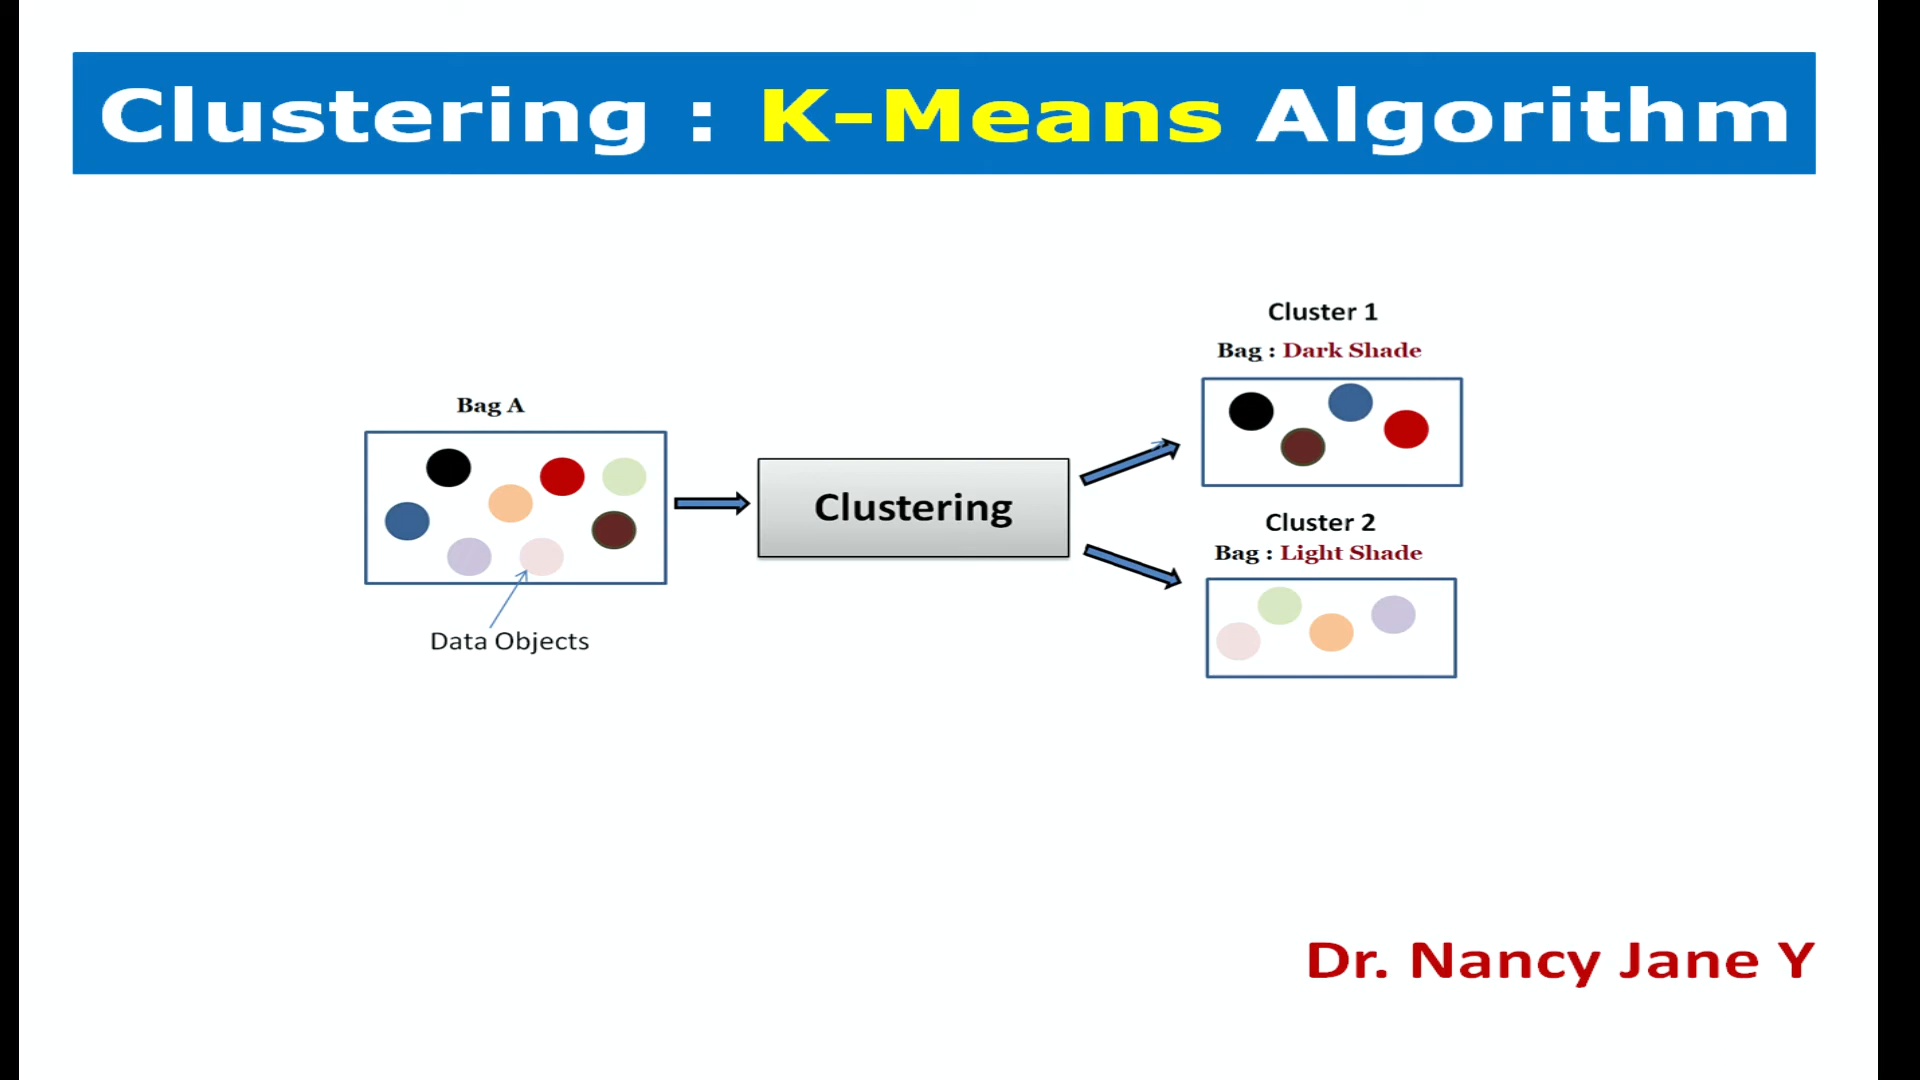 Clustering : K-Means Algorithm
Bag A
Data Objects
Clustering
Cluster 1
Bag : Dark Shade
Cluster 2
Bag : Light Shade
Dr. Nancy Jane Y